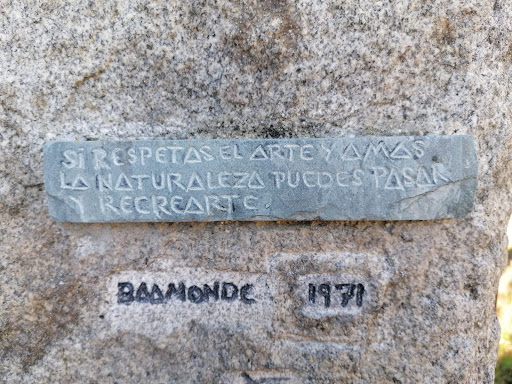 SI RESPETAS EL ARTE Y AMAS
LA NATURALEZA PUEDES PASAR
Y RECREARTE.
BAAMONDE 1971